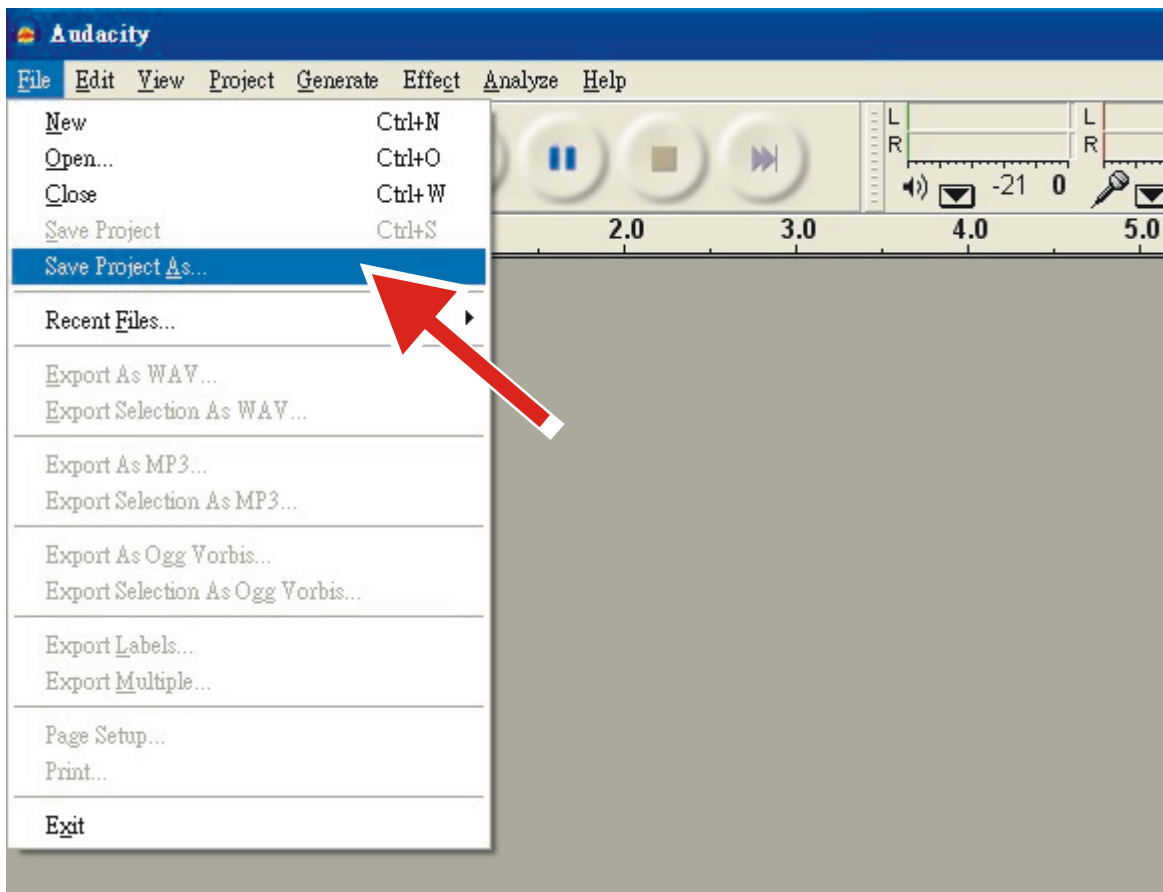 Audacity
File Edit View Project Generate Effect Analyze Help
New Ctrl+N
Open... Ctrl+O
Close Ctrl+W
Save Project Ctrl+S
Save Project As...
Recent Files...
Export As WAV...
Export Selection As WAV...
Export As MP3...
Export Selection As MP3...
Export As Ogg Vorbis...
Export Selection As Ogg Vorbis...
Export Labels...
Export Multiple...
Page Setup...
Print...
Exit
L L
R R
-21 0
2.0 3.0 4.0 5.0